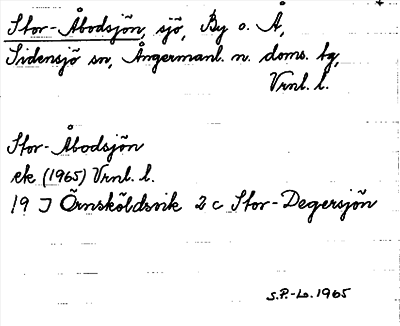 Stor-Åbodsjön, sjö, By o. Å,
Sidensjö sn, Ångermanl. n. doms. tg,
Vrnl. l.
Stor-Åbodsjön
ek (1965) Vrnl. l.
19 J Örnsköldsvik 2 c Stor-Degersjön
S.P.-Lo. 1965